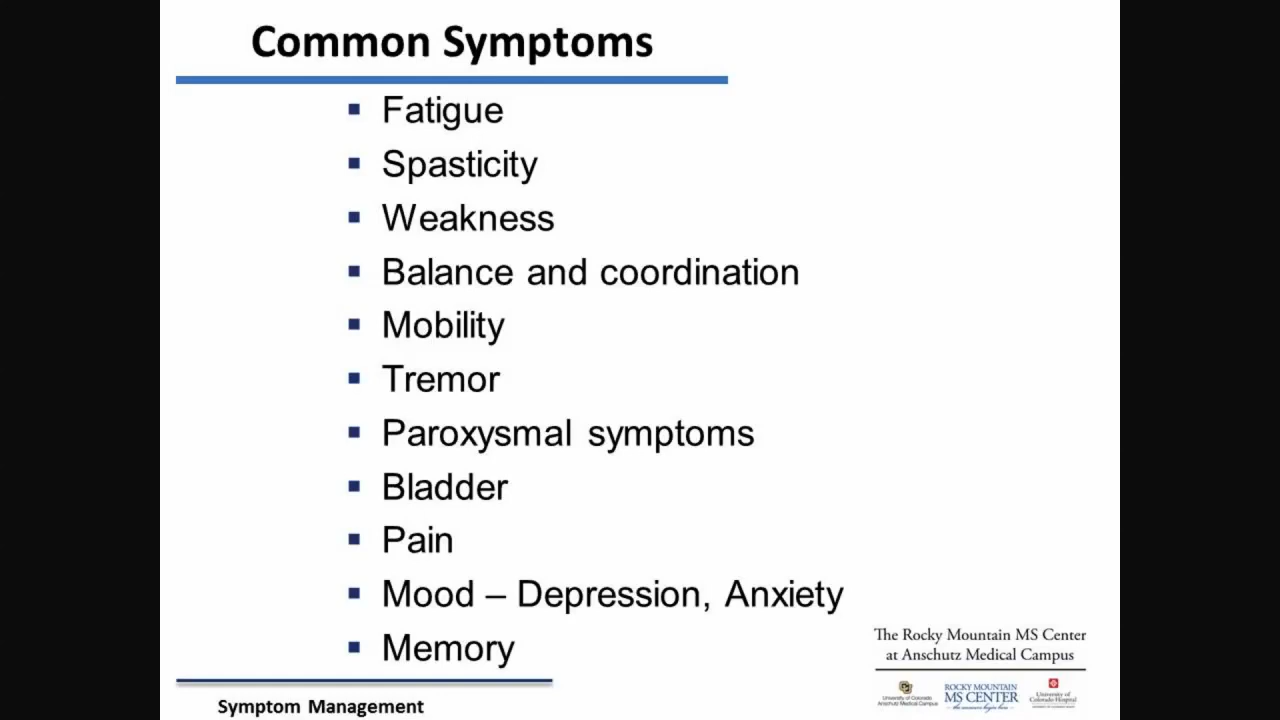 Common Symptoms
Fatigue
Spasticity
Weakness
Balance and coordination
Mobility
Tremor
Paroxysmal symptoms
Bladder
Pain
Mood – Depression, Anxiety
Memory
The Rocky Mountain MS Center
at Anschutz Medical Campus
University of Colorado
Anschutz Medical Campus
ROCKY MOUNTAIN
MS CENTER
University of
Colorado Hospital
Symptom Management